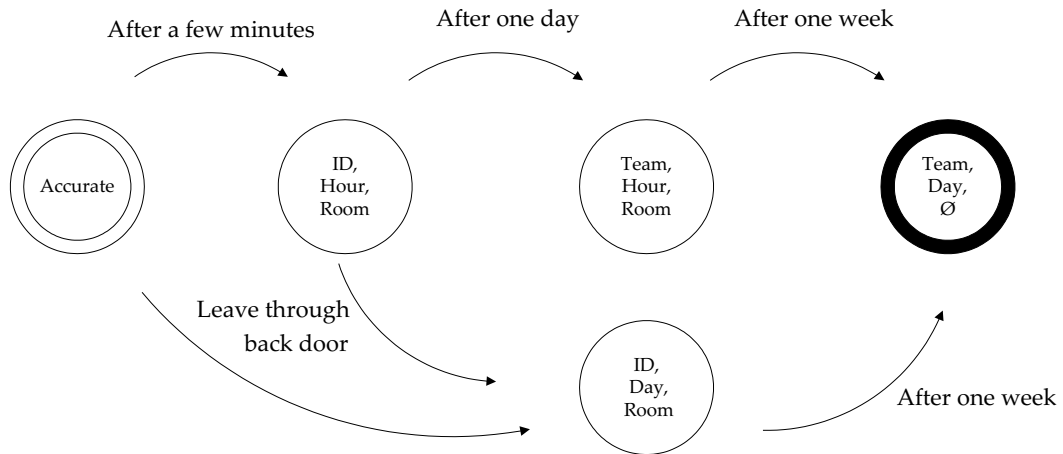 After a few minutes
After one day
After one week
Accurate
ID,
Hour,
Room
Team,
Hour,
Room
Team,
Day,
Ø
Leave through
back door
ID,
Day,
Room
After one week